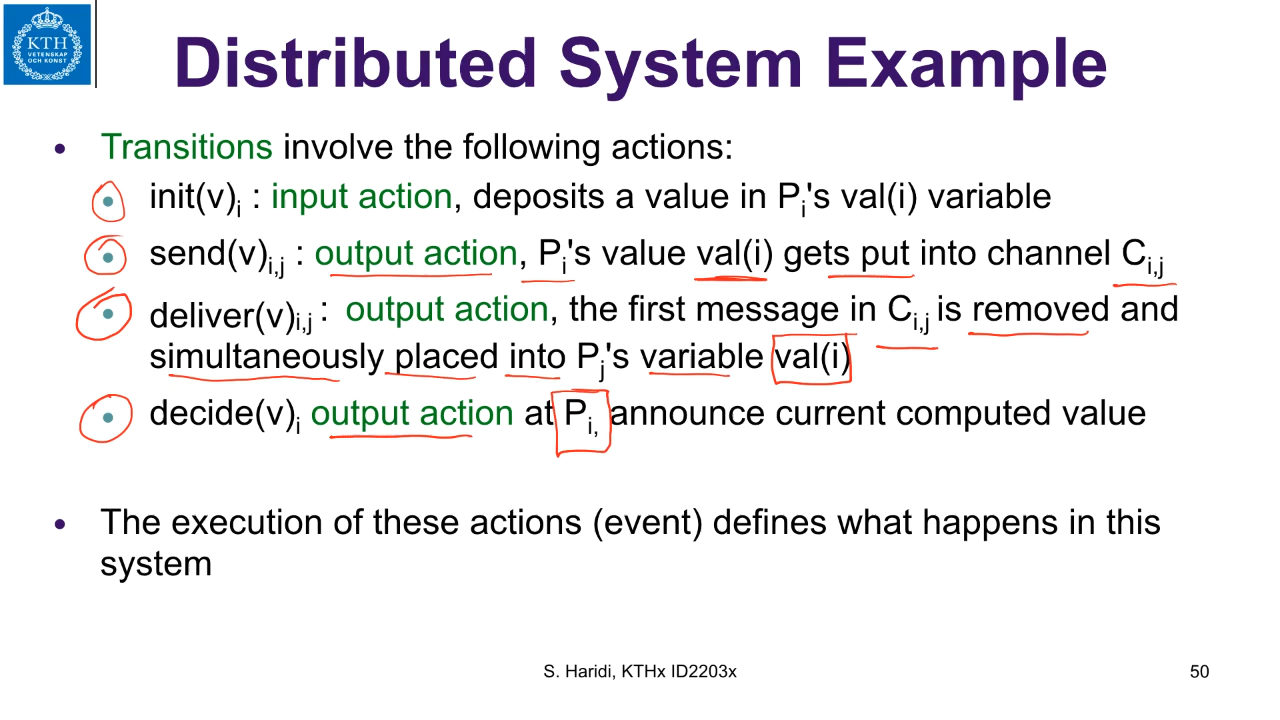 KTH
VETENSKAP
OCH KONST
Distributed System Example
• Transitions involve the following actions:
• init(v)i : input action, deposits a value in Pi's val(i) variable
• send(v)i,j : output action, Pi's value val(i) gets put into channel Ci,j
• deliver(v)i,j : output action, the first message in Ci,j is removed and
simultaneously placed into Pj's variable val(i)
• decide(v)i output action at Pi, announce current computed value
• The execution of these actions (event) defines what happens in this
system
S. Haridi, KTHx ID2203x
50